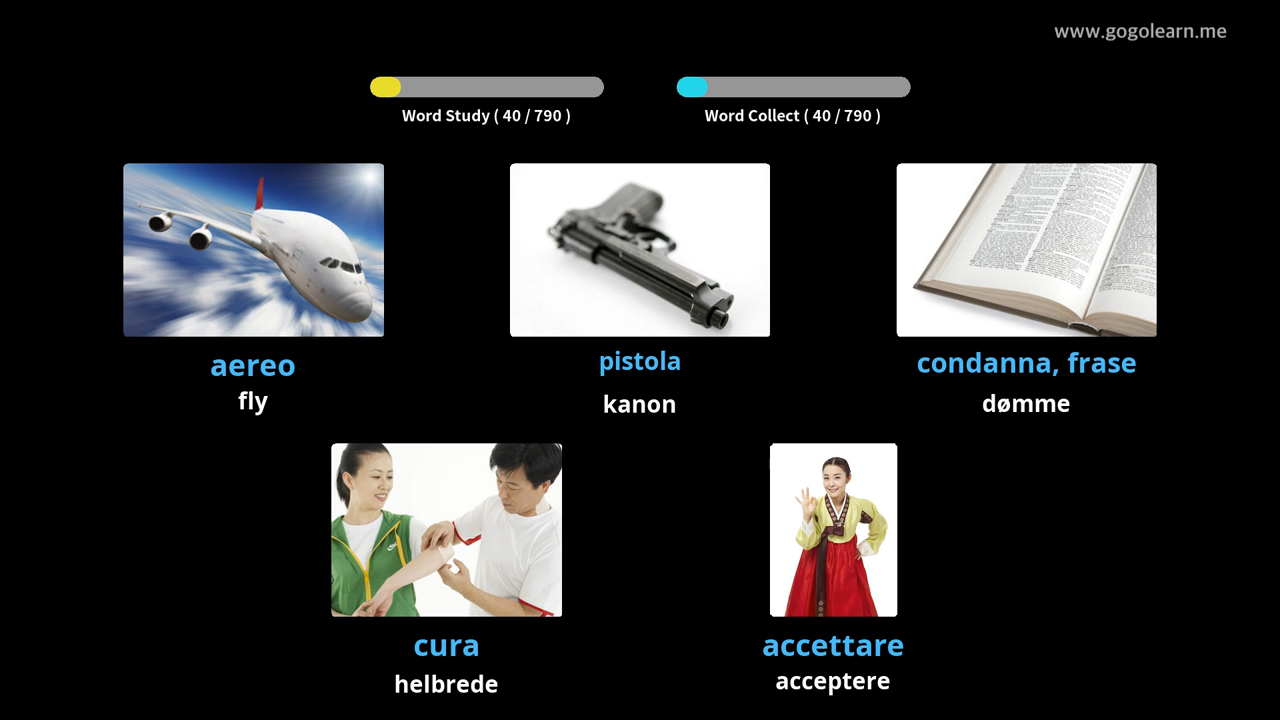 www.gogolearn.me
Word Study ( 40 / 790 )
Word Collect ( 40 / 790 )
aereo
fly
pistola
kanon
condanna, frase
dømme
cura
helbrede
accettare
acceptere